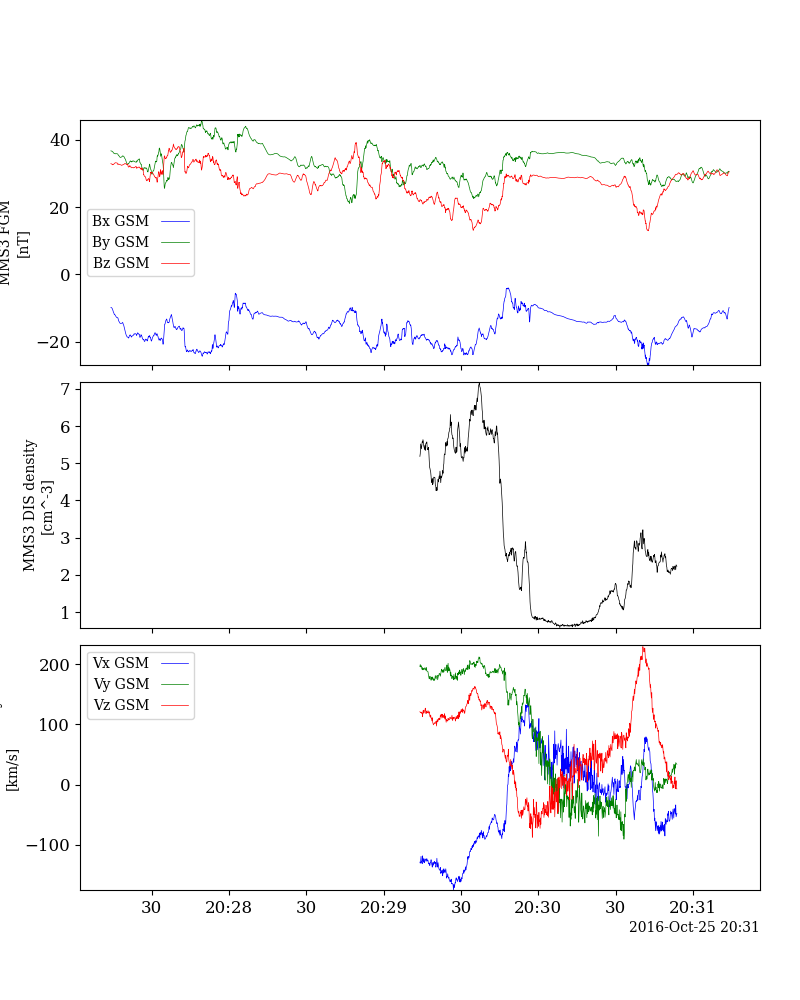 40
20
0
−20
MMS3 FGM
[nT]
Bx GSM
By GSM
Bz GSM
7
6
5
4
3
2
1
MMS3 DIS density
[cm^-3]
200
100
0
−100
[km/s]
Vx GSM
Vy GSM
Vz GSM
30
20:28
30
20:29
30
20:30
30
20:31
2016-Oct-25 20:31